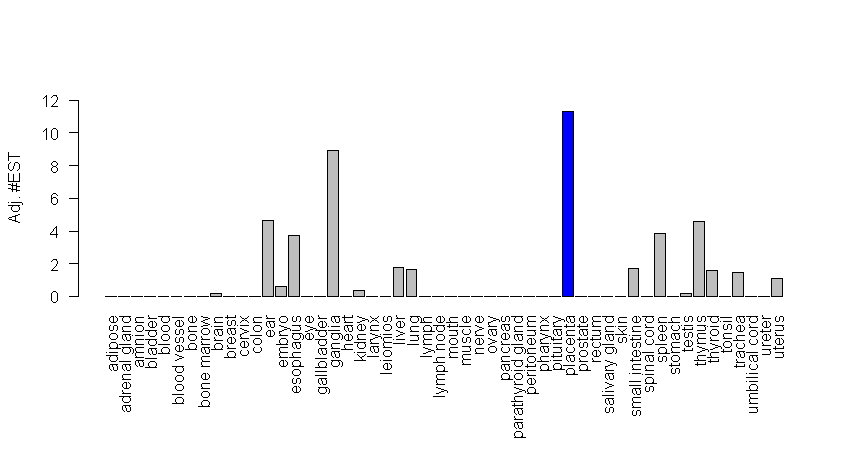 Adj. #EST
12
10
8
6
4
2
0
adipose
adrenal gland
amnion
bladder
blood
blood vessel
bone
bone marrow
brain
breast
cervix
colon
ear
embryo
esophagus
eye
gallbladder
ganglia
heart
kidney
larynx
leiomios
liver
lung
lymph
lymph node
mouth
muscle
nerve
ovary
pancreas
parathyroid gland
peritoneum
pharynx
pituitary
placenta
prostate
rectum
salivary gland
skin
small intestine
spinal cord
spleen
stomach
testis
thymus
thyroid
tonsil
trachea
umbilical cord
ureter
uterus